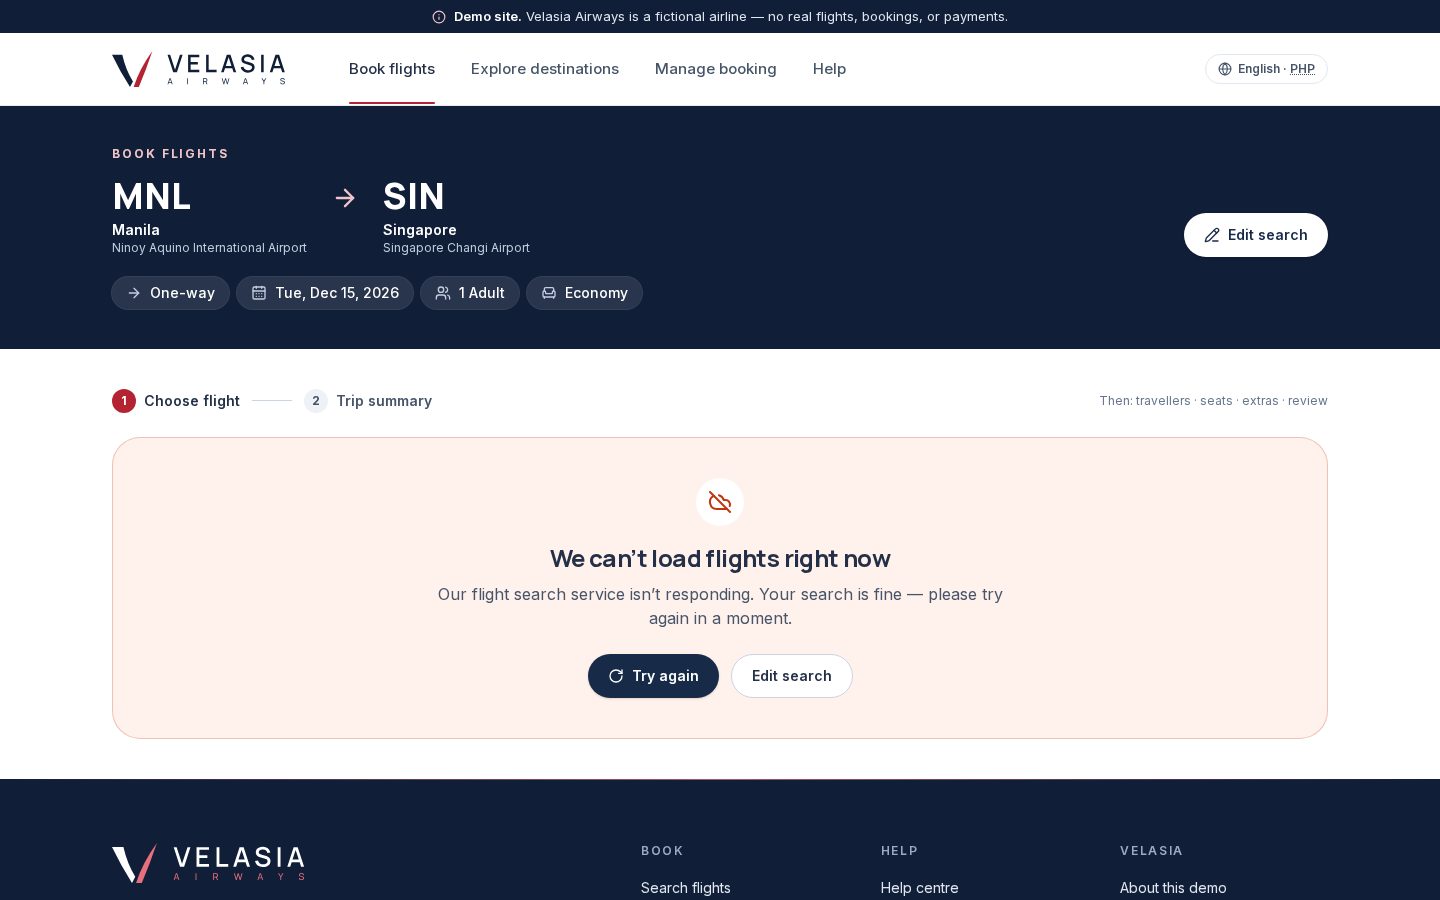 Demo site. Velasia Airways is a fictional airline — no real flights, bookings, or payments.
VELASIA
AIRWAYS
Book flights
Explore destinations
Manage booking
Help
English · PHP
BOOK FLIGHTS
MNL
SIN
Manila
Singapore
Ninoy Aquino International Airport
Singapore Changi Airport
Edit search
One-way
Tue, Dec 15, 2026
1 Adult
Economy
1 Choose flight
2 Trip summary
Then: travellers · seats · extras · review
We can’t load flights right now
Our flight search service isn’t responding. Your search is fine — please try
again in a moment.
Try again
Edit search
VELASIA
AIRWAYS
BOOK
HELP
VELASIA
Search flights
Help centre
About this demo